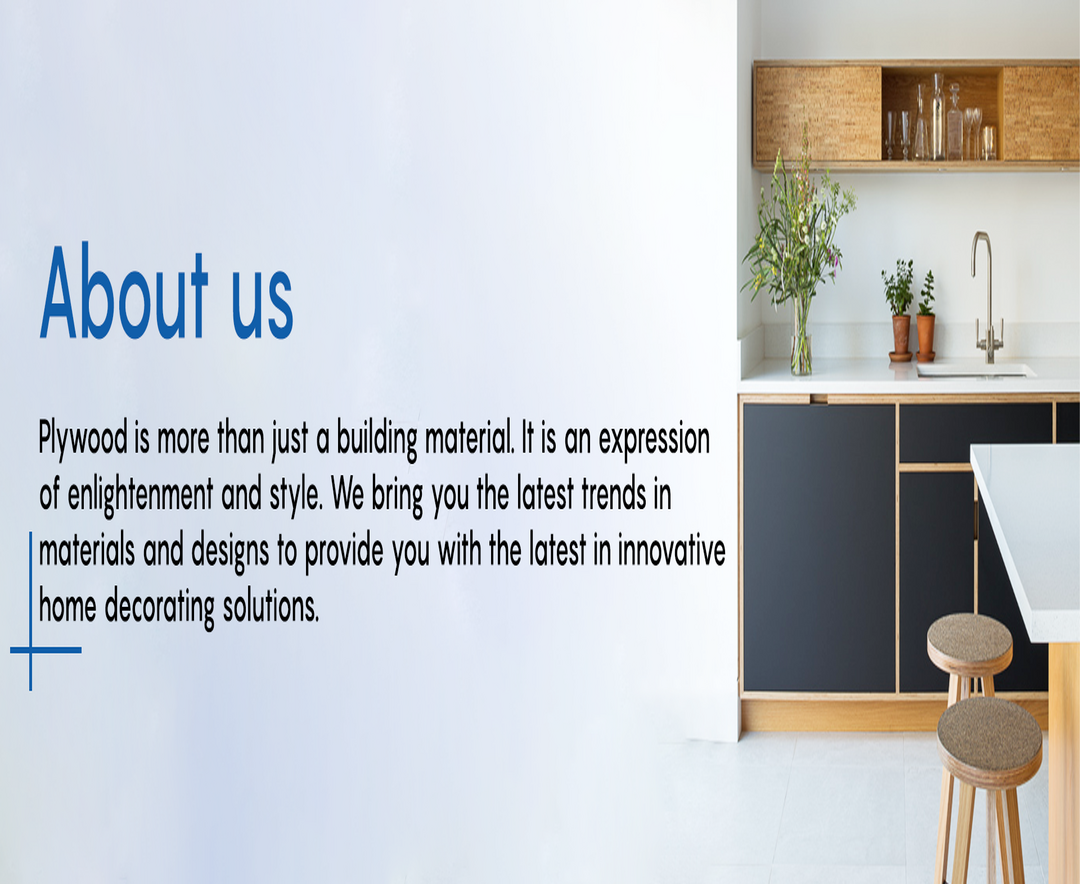 About us
Plywood is more than just a building material. It is an expression
of enlightenment and style. We bring you the latest trends in
materials and designs to provide you with the latest in innovative
home decorating solutions.